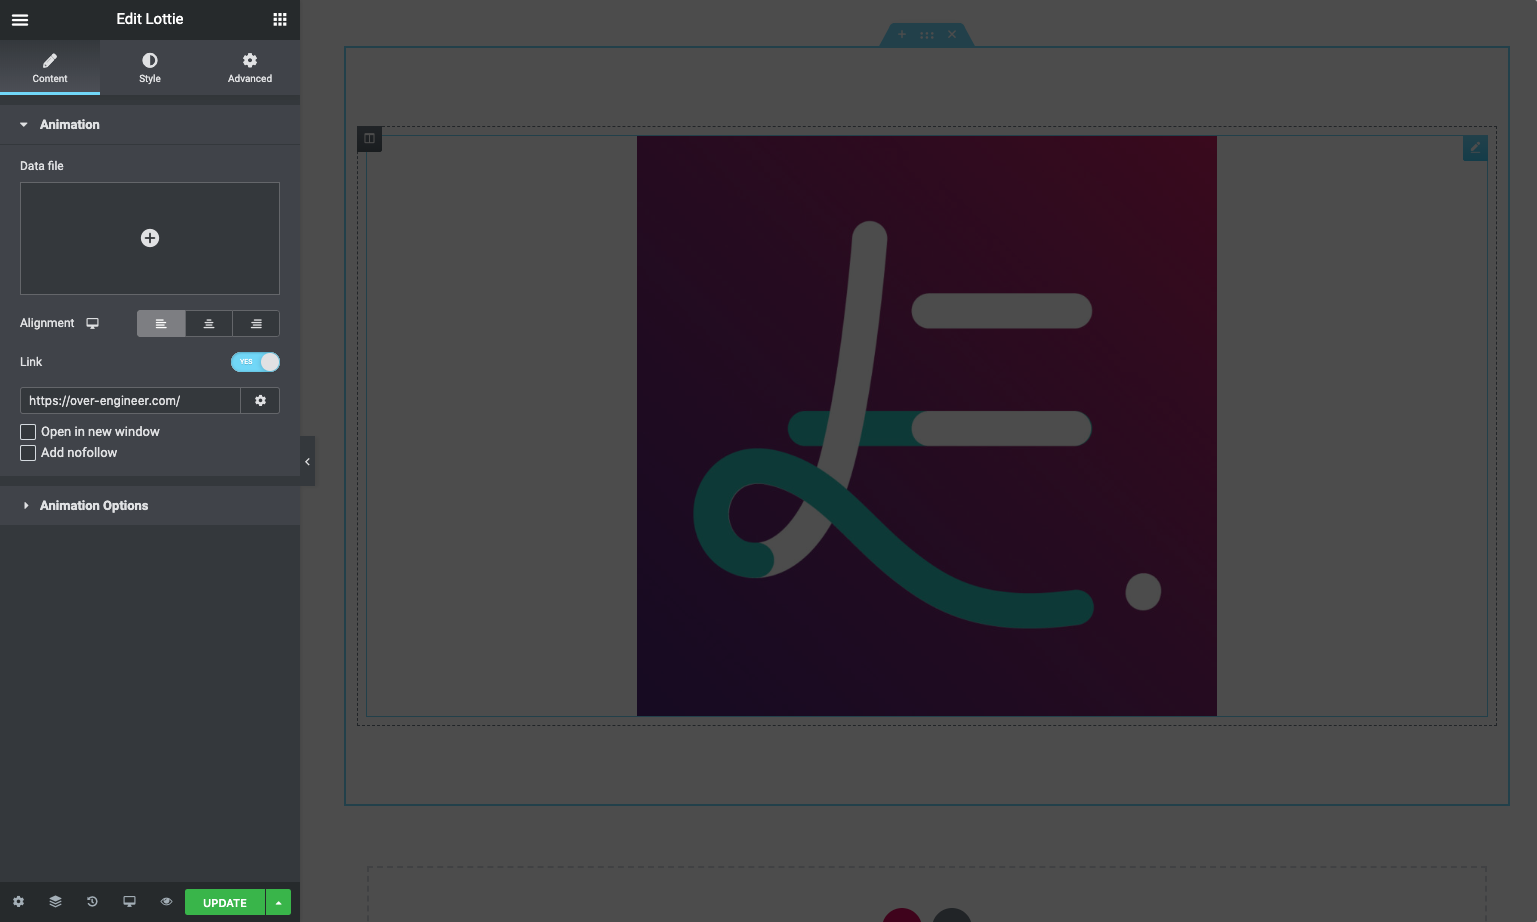 Edit Lottie
Content
Style
Advanced
Animation
Data file
Alignment
Link
YES
https://over-engineer.com/
Open in new window
Add nofollow
Animation Options
UPDATE